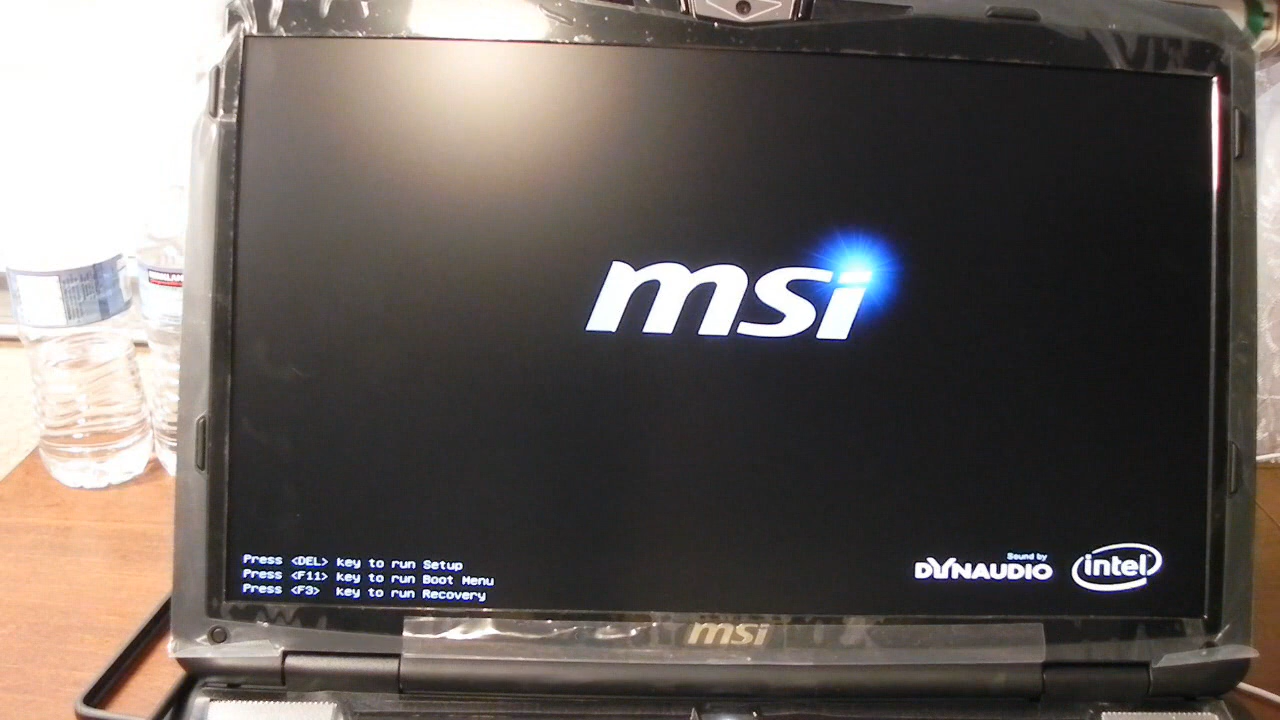 msi
Press <DEL> key to run Setup
Press <F11> key to run Boot Menu
Press <F3> key to run Recovery
Sound by
DYNAUDIO
intel
msi